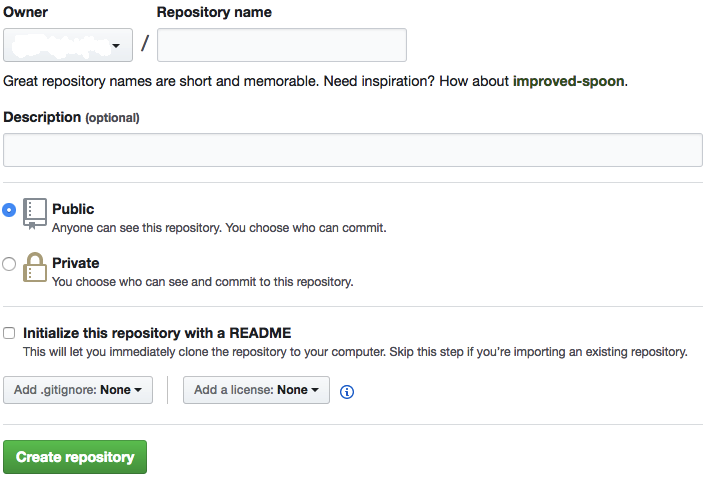 Owner
Repository name
/
Great repository names are short and memorable. Need inspiration? How about improved-spoon.
Description (optional)
Public
Anyone can see this repository. You choose who can commit.
Private
You choose who can see and commit to this repository.
Initialize this repository with a README
This will let you immediately clone the repository to your computer. Skip this step if you're importing an existing repository.
Add .gitignore: None
Add a license: None
Create repository